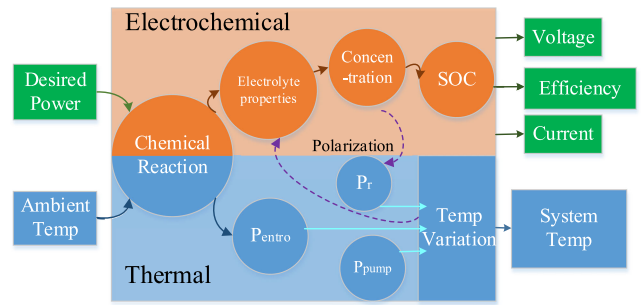 Electrochemical
Desired
Power
Chemical
Reaction
Electrolyte
properties
Concen
-tration
SOC
Voltage
Efficiency
Current
Polarization
Pr
Ambient
Temp
Pentro
Ppump
Temp
Variation
System
Temp
Thermal